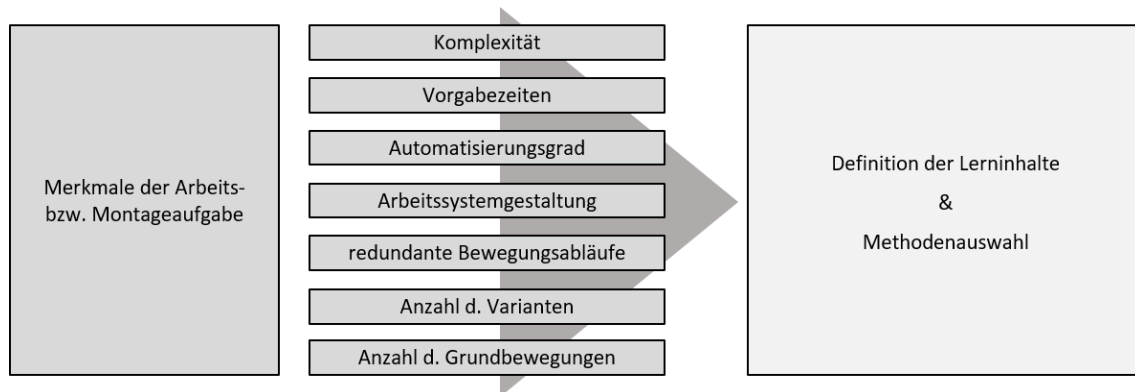 Merkmale der Arbeits-
bzw. Montageaufgabe
Komplexität
Vorgabezeiten
Automatisierungsgrad
Arbeitssystemgestaltung
redundante Bewegungsabläufe
Anzahl d. Varianten
Anzahl d. Grundbewegungen
Definition der Lerninhalte
&
Methodenauswahl